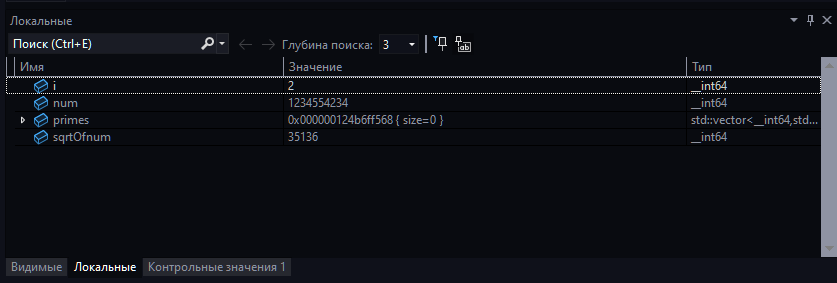 Локальные
Поиск (Ctrl+E) Глубина поиска: 3
Имя Значение Тип
i 2 __int64
num 1234554234 __int64
primes 0x000000124b6ff568 { size=0 } std::vector<__int64,std...
sqrtOfnum 35136 __int64
Видимые Локальные Контрольные значения 1